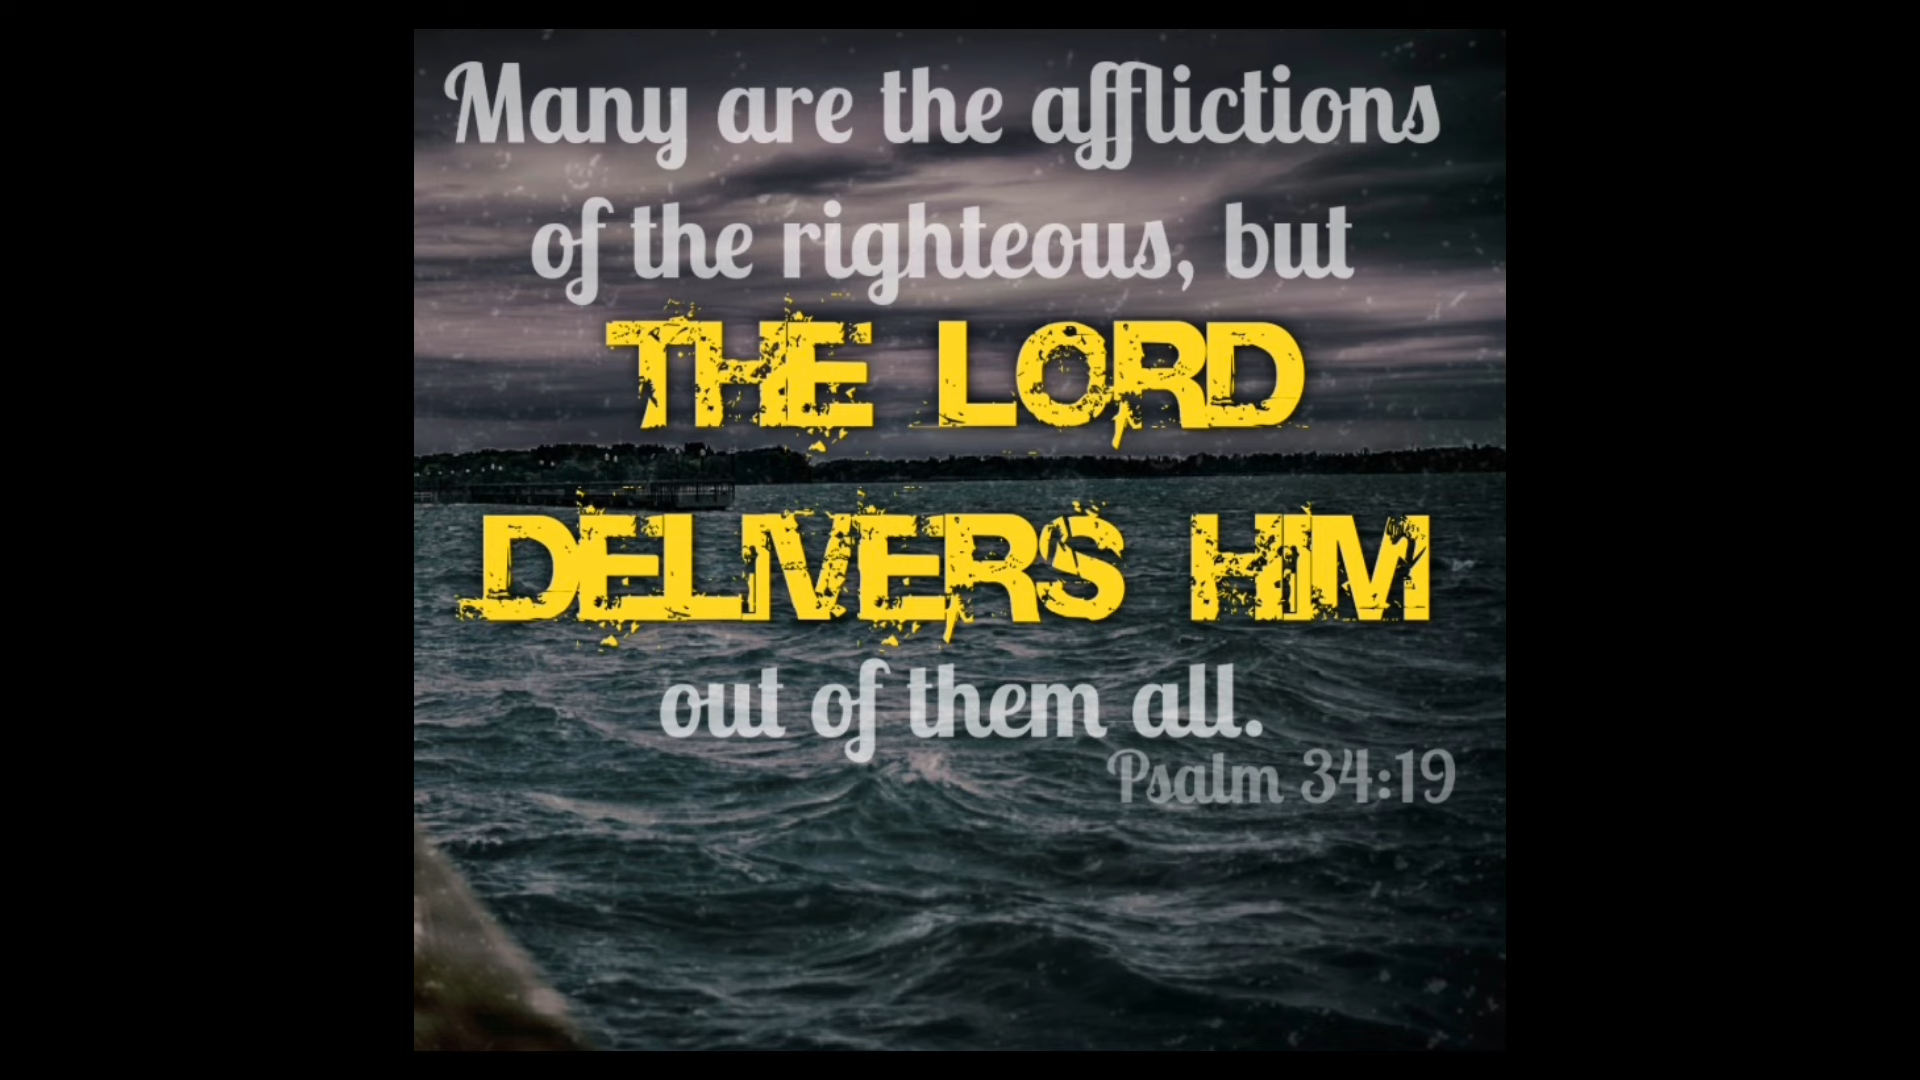 Many are the afflictions
of the righteous, but
THE LORD
DELIVERS HIM
out of them all.
Psalm 34:19